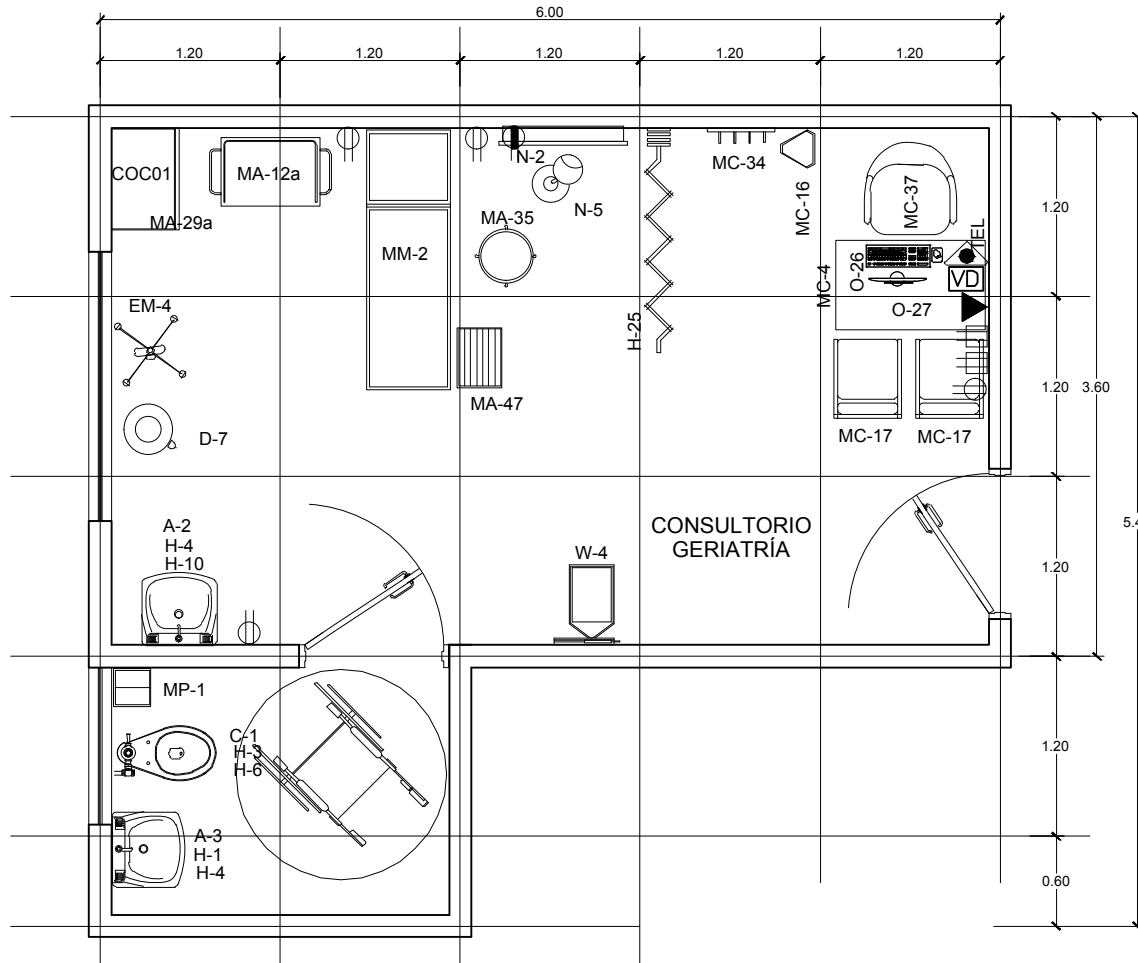 6.00
1.20
1.20
1.20
1.20
1.20
COC01
MA-29a
MA-12a
MM-2
N-2
N-5
MA-35
MC-34
MC-16
MC-37
TEL
MC-4
O-26
VD
O-27
H-25
EM-4
MA-47
D-7
MC-17
MC-17
A-2
H-4
H-10
W-4
CONSULTORIO
GERIATRÍA
MP-1
C-1
H-3
H-6
A-3
H-1
H-4
1.20
1.20
1.20
1.20
0.60
3.60